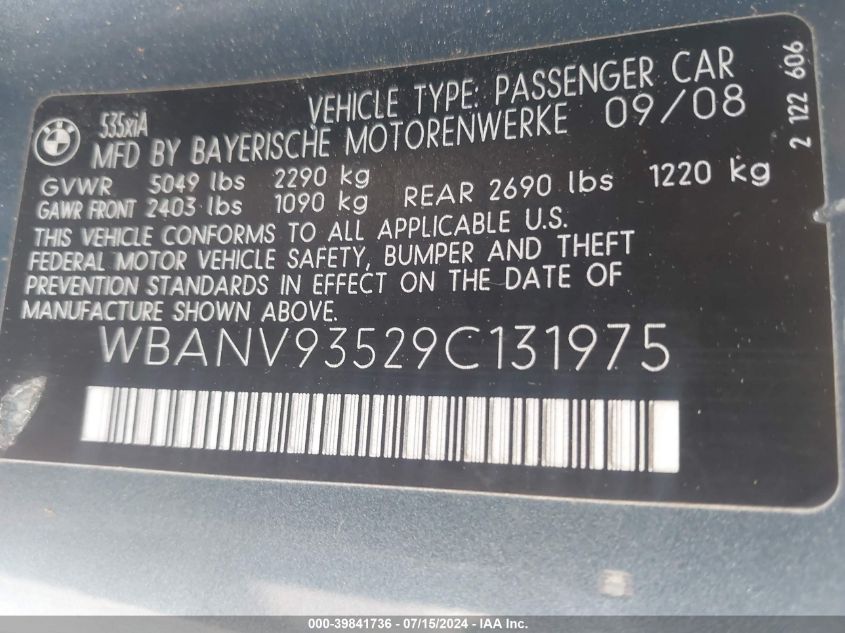 535xiA VEHICLE TYPE: PASSENGER CAR
MFD BY BAYERISCHE MOTORENWERKE 09/08
GVWR 5049 lbs 2290 kg
GAWR FRONT 2403 lbs 1090 kg REAR 2690 lbs 1220 kg
THIS VEHICLE CONFORMS TO ALL APPLICABLE U.S.
FEDERAL MOTOR VEHICLE SAFETY, BUMPER AND THEFT
PREVENTION STANDARDS IN EFFECT ON THE DATE OF
MANUFACTURE SHOWN ABOVE.
WBANV93529C131975
2 122 606
BMW
000-39841736 - 07/15/2024 - IAA Inc.